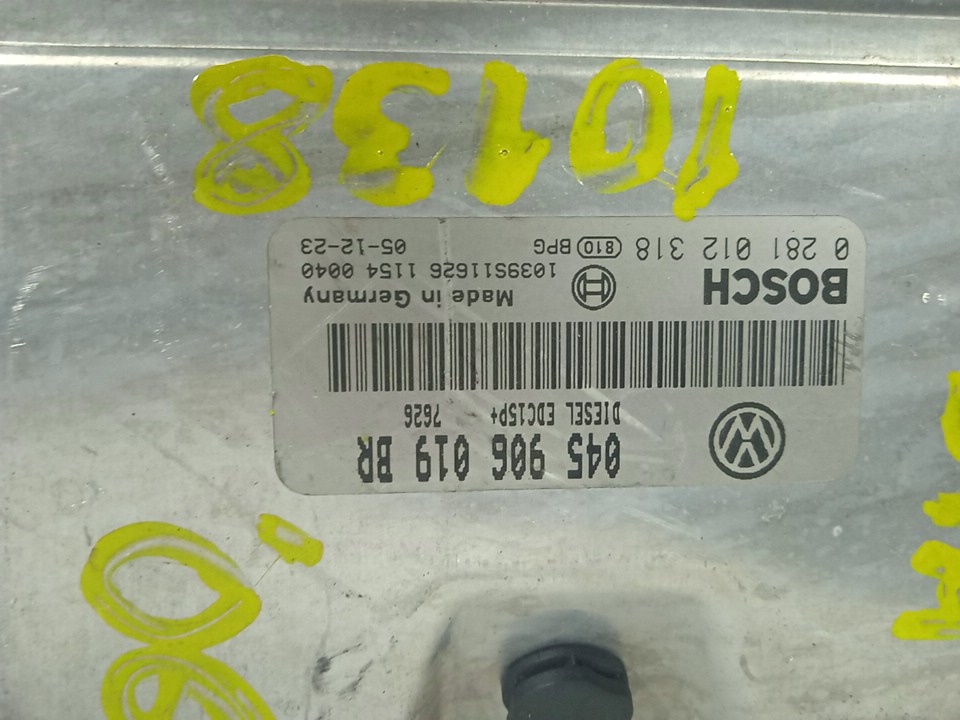 045 906 019 BR
DIESEL EDC15P+ 7626
BOSCH Made in Germany
1039S11626 1154 0040
0 281 012 318 810 BPG 05-12-23
10138